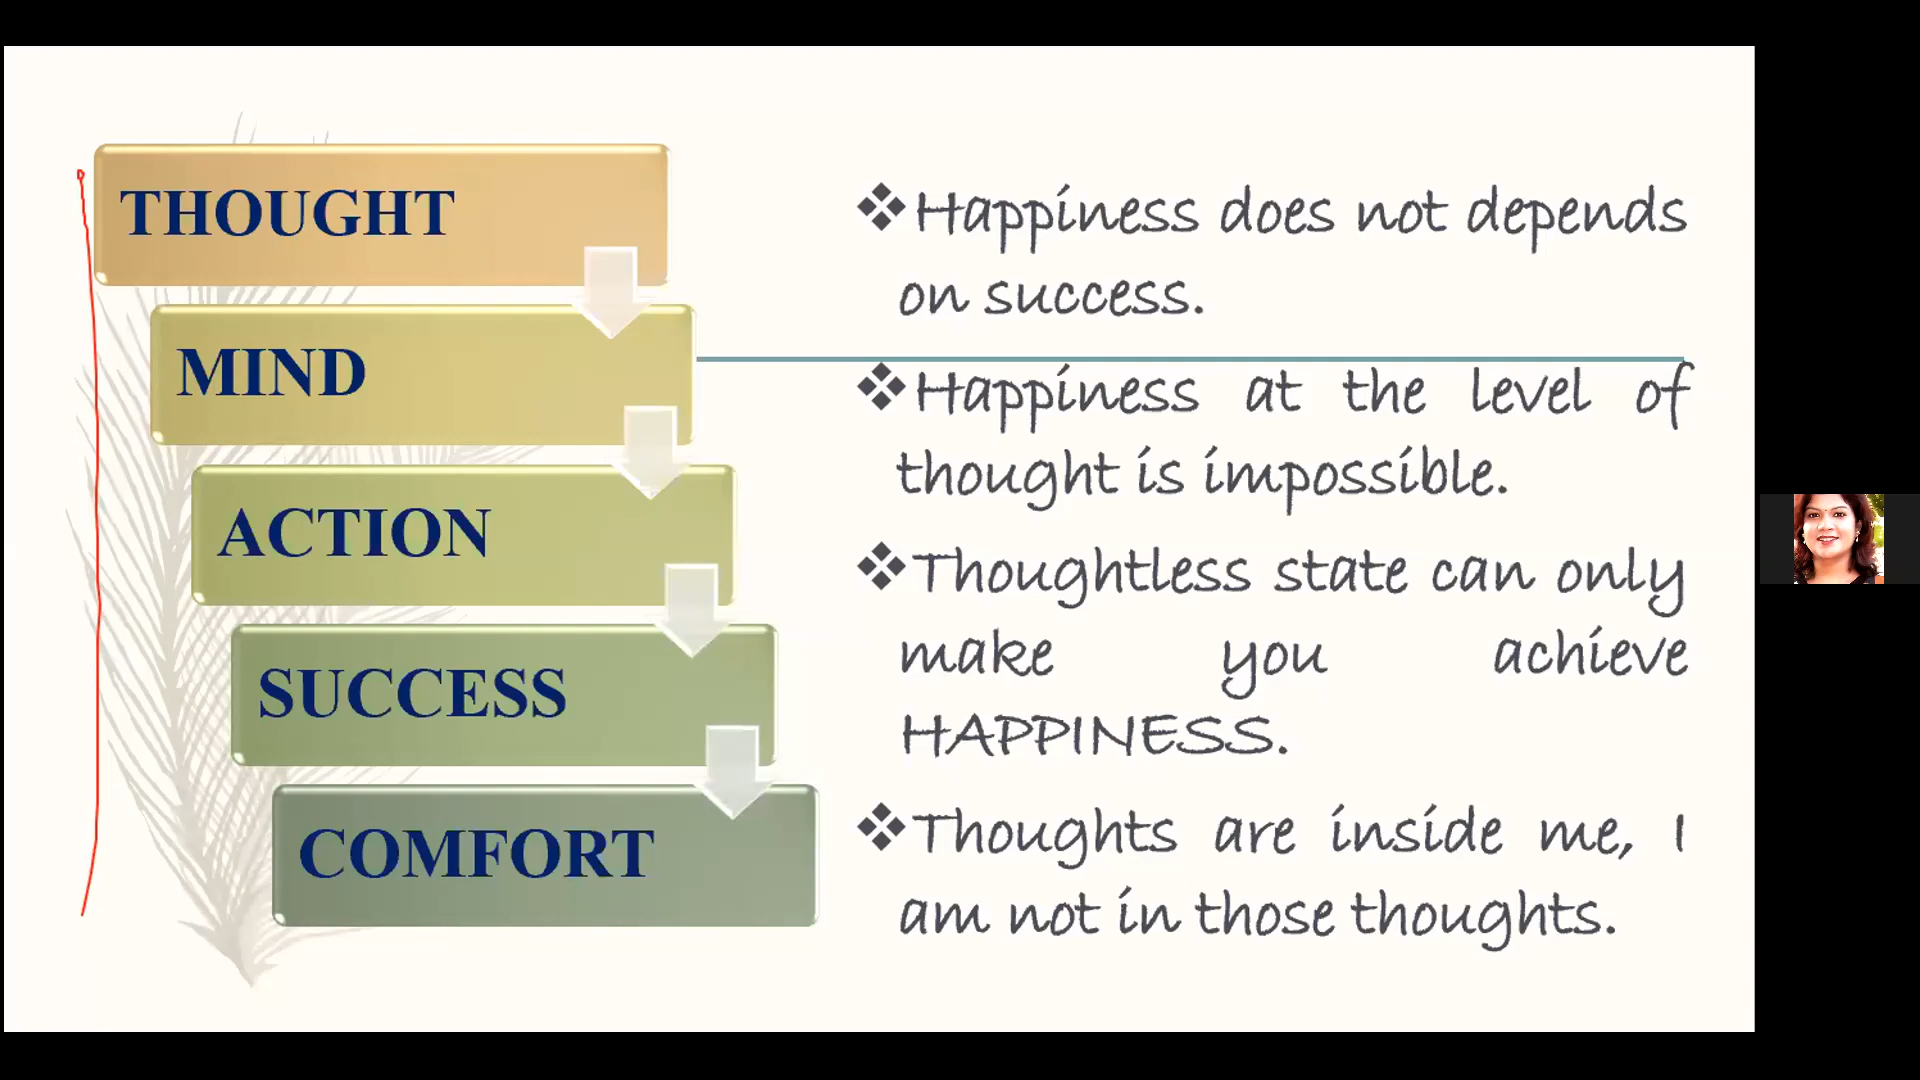 THOUGHT
MIND
ACTION
SUCCESS
COMFORT
❖Happiness does not depends
on success.
❖Happiness at the level of
thought is impossible.
❖Thoughtless state can only
make you achieve
HAPPINESS.
❖Thoughts are inside me, I
am not in those thoughts.